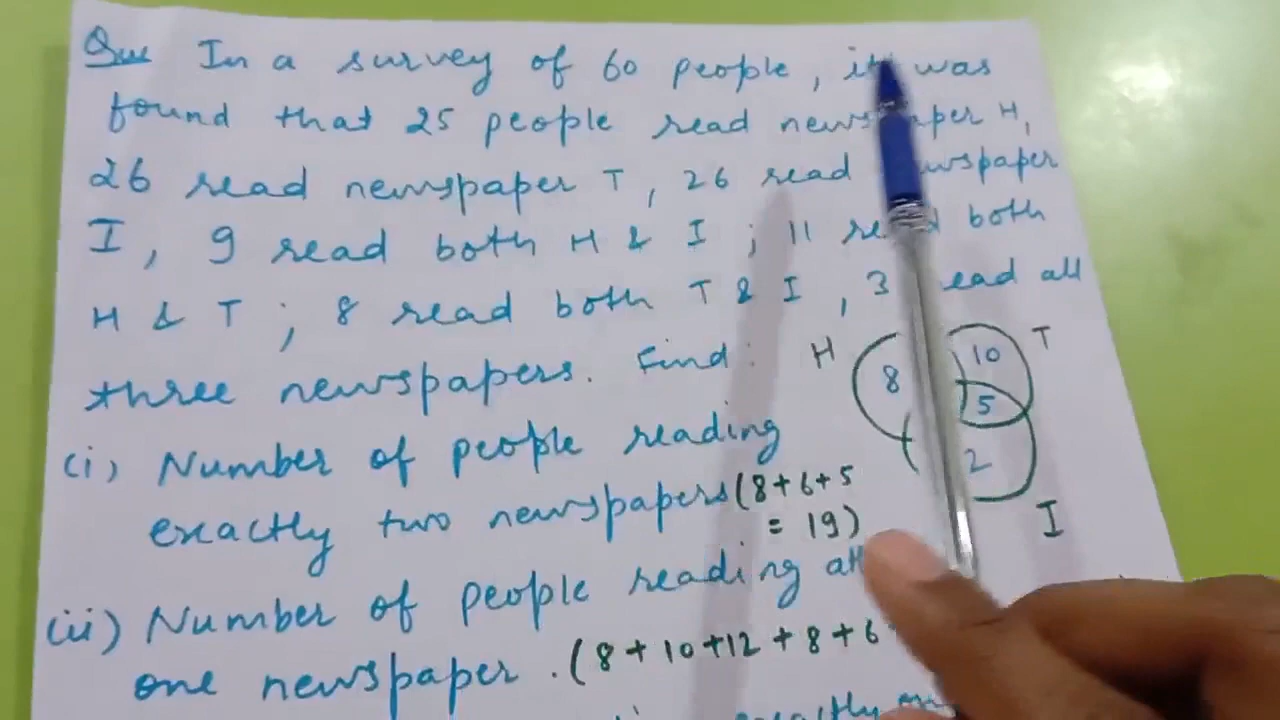 Que In a survey of 60 people, it was
found that 25 people read newspaper H,
26 read newspaper T, 26 read newspaper
I, 9 read both H & I ; 11 read both
H & T ; 8 read both T & I , 3 read all
three newspapers. Find :
H
T
8
10
5
2
I
(i) Number of people reading
exactly two newspapers (8+6+5
= 19)
(ii) Number of people reading
one newspaper . (8 + 10 + 12 + 8 + 6
exactly